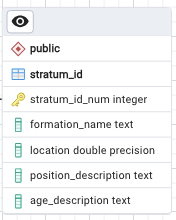 public
stratum_id
stratum_id_num integer
formation_name text
location double precision
position_description text
age_description text